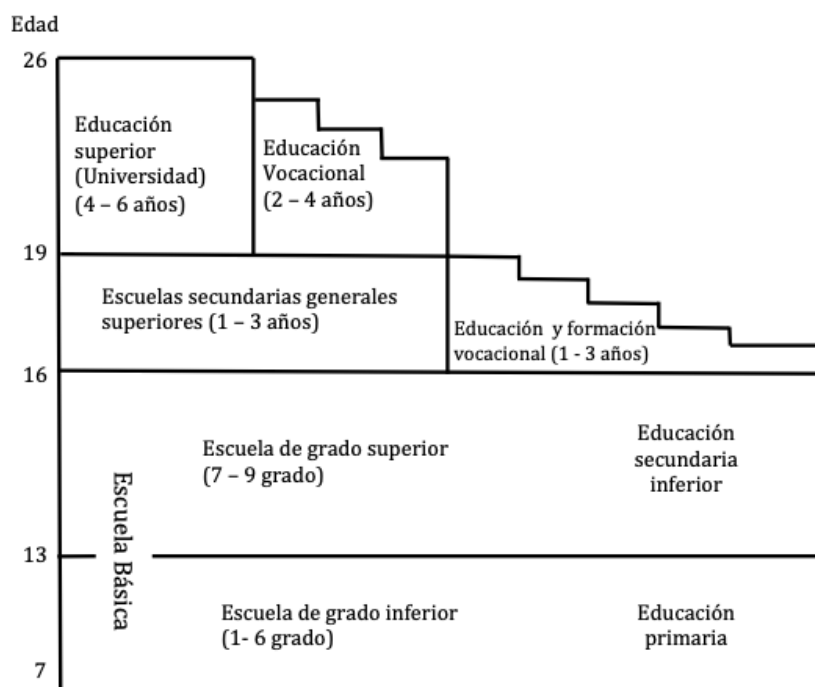 Edad
26
Educación
superior
(Universidad)
(4 – 6 años)
Educación
Vocacional
(2 – 4 años)
19
Escuelas secundarias generales
superiores (1 – 3 años)
Educación y formación
vocacional (1 - 3 años)
16
Escuela de grado superior
(7 – 9 grado)
Educación
secundaria
inferior
Escuela Básica
13
Escuela de grado inferior
(1- 6 grado)
Educación
primaria
7